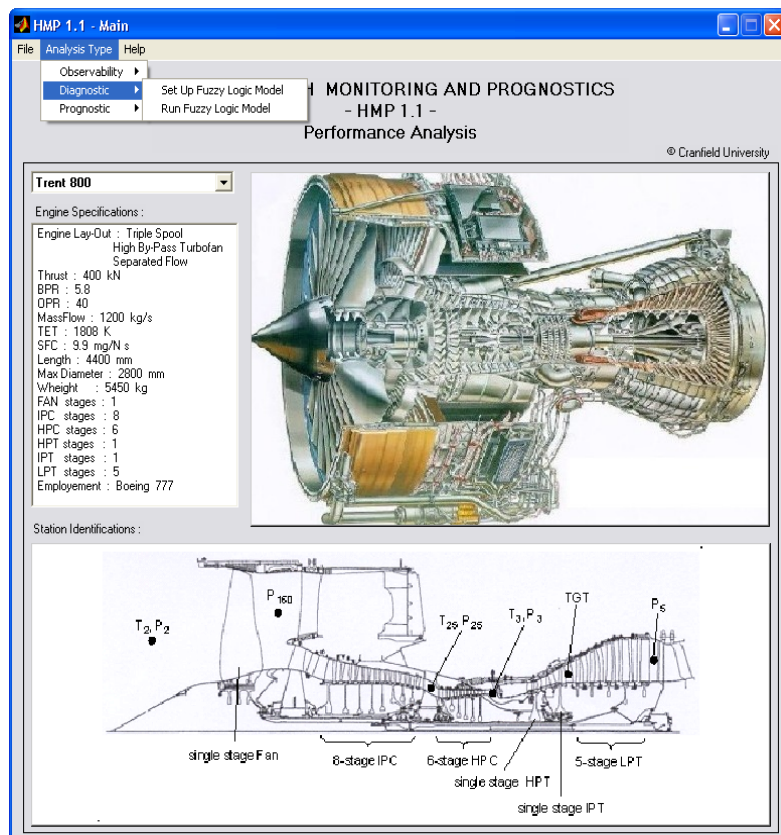 HMP 1.1 - Main
File Analysis Type Help
Observability
Diagnostic
Prognostic
Set Up Fuzzy Logic Model
Run Fuzzy Logic Model
H MONITORING AND PROGNOSTICS
- HMP 1.1 -
Performance Analysis
© Cranfield University
Trent 800
Engine Specifications :
Engine Lay-Out : Triple Spool
High By-Pass Turbofan
Separated Flow
Thrust : 400 kN
BPR : 5.8
OPR : 40
MassFlow : 1200 kg/s
TET : 1808 K
SFC : 9.9 mg/N s
Length : 4400 mm
Max Diameter : 2800 mm
Wheight : 5450 kg
FAN stages : 1
IPC stages : 8
HPC stages : 6
HPT stages : 1
IPT stages : 1
LPT stages : 5
Employement : Boeing 777
Station Identifications :
T2, P2
P160
T25, P25
T3, P3
TGT
P5
single stage Fan
8-stage IPC
6-stage HPC
single stage HPT
5-stage LPT
single stage IPT